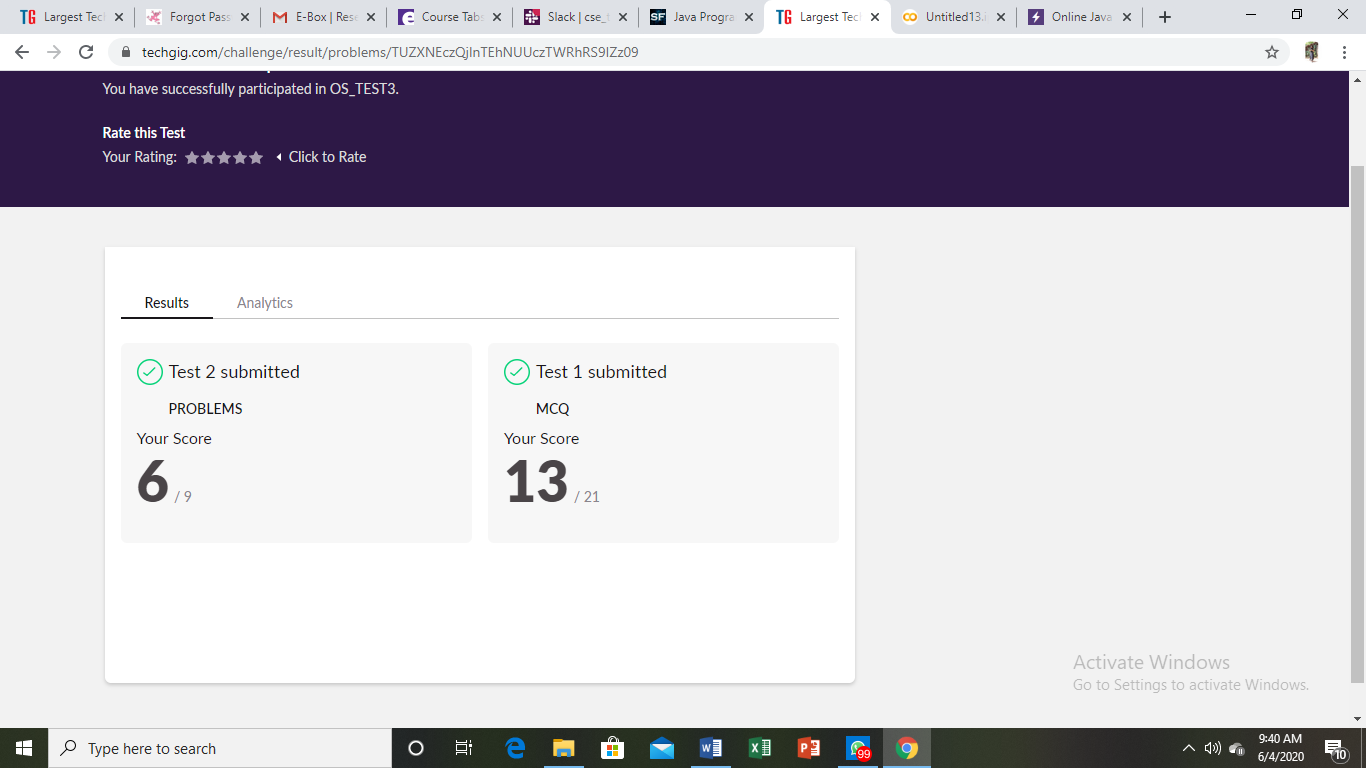 TG Largest Tec
Forgot Pass
E-Box | Res
Course Tab
Slack | cse_
SF Java Progra
TG Largest Tec
Untitled13.
Online Java
techgig.com/challenge/result/problems/
You have successfully participated in OS_TEST3.
Rate this Test
Your Rating: Click to Rate
Results Analytics
Test 2 submitted
PROBLEMS
Your Score
6 / 9
Test 1 submitted
MCQ
Your Score
13 / 21
Activate Windows
Go to Settings to activate Windows.
Type here to search
99
9:40 AM
6/4/2020
10